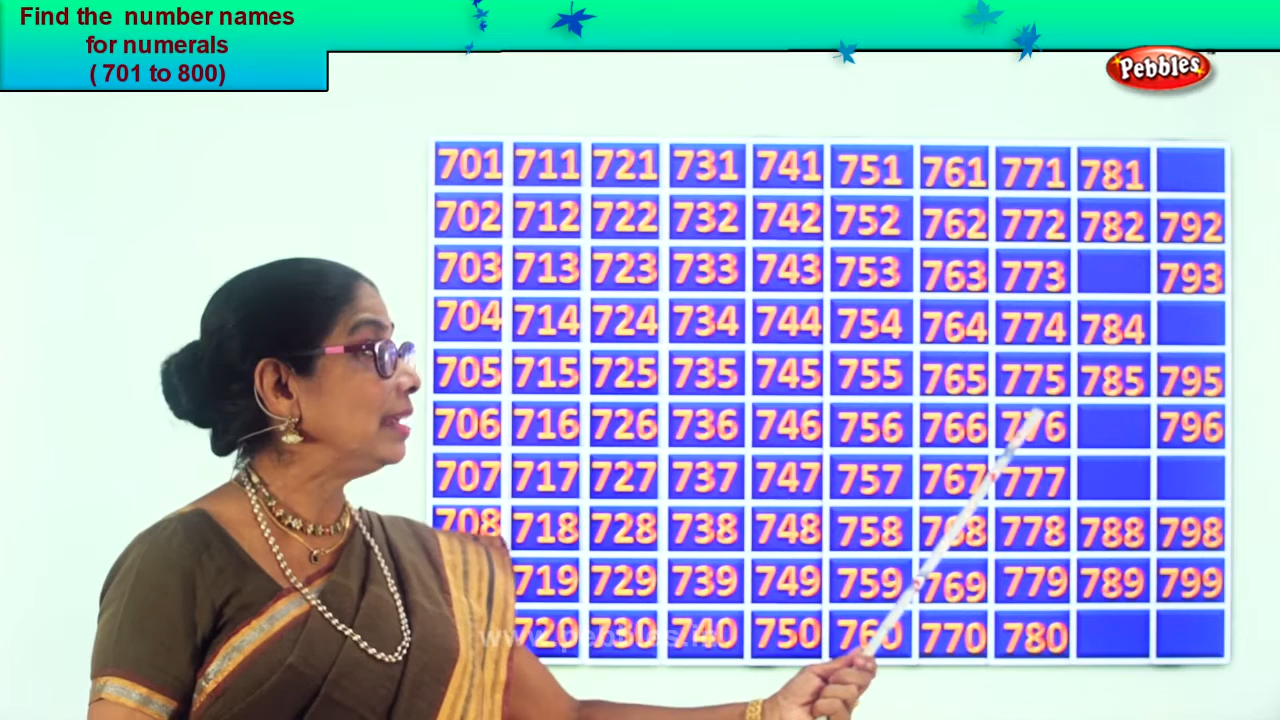 Find the number names
for numerals
( 701 to 800)
Pebbles
701 711 721 731 741 751 761 771 781
702 712 722 732 742 752 762 772 782 792
703 713 723 733 743 753 763 773 793
704 714 724 734 744 754 764 774 784
705 715 725 735 745 755 765 775 785 795
706 716 726 736 746 756 766 776 796
707 717 727 737 747 757 767 777
708 718 728 738 748 758 768 778 788 798
719 729 739 749 759 769 779 789 799
720 730 740 750 760 770 780